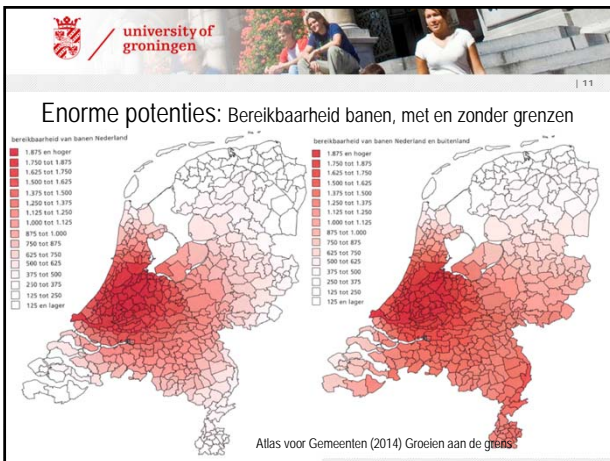 university of
groningen
| 11
Enorme potenties: Bereikbaarheid banen, met en zonder grenzen
bereikbaarheid van banen Nederland
1.875 en hoger
1.750 tot 1.875
1.625 tot 1.750
1.500 tot 1.625
1.375 tot 1.500
1.250 tot 1.375
1.125 tot 1.250
1.000 tot 1.125
875 tot 1.000
750 tot 875
625 tot 750
500 tot 625
375 tot 500
250 tot 375
125 tot 250
125 en lager
bereikbaarheid van banen Nederland en buitenland
1.875 en hoger
1.750 tot 1.875
1.625 tot 1.750
1.500 tot 1.625
1.375 tot 1.500
1.250 tot 1.375
1.125 tot 1.250
1.000 tot 1.125
875 tot 1.000
750 tot 875
625 tot 750
500 tot 625
375 tot 500
250 tot 375
125 tot 250
125 en lager
Atlas voor Gemeenten (2014) Groeien aan de grens